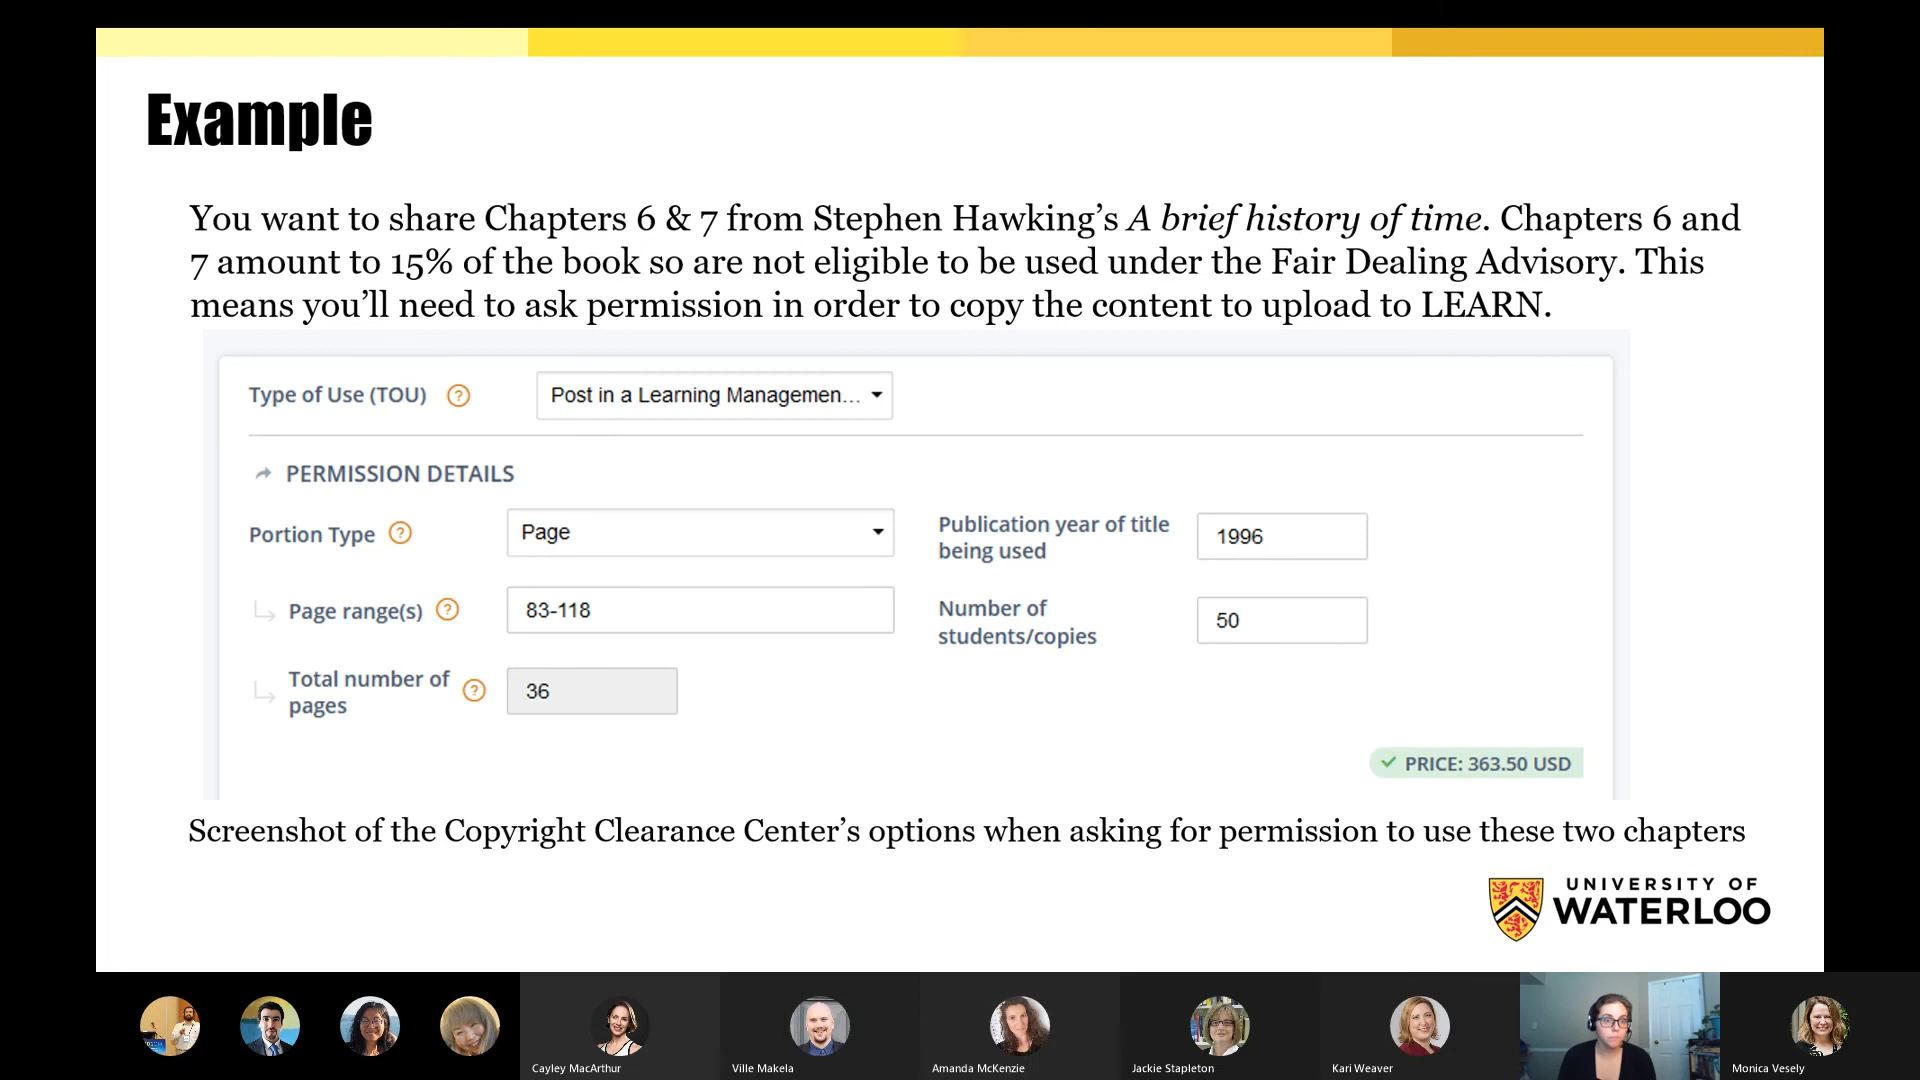 Example
You want to share Chapters 6 & 7 from Stephen Hawking’s A brief history of time. Chapters 6 and
7 amount to 15% of the book so are not eligible to be used under the Fair Dealing Advisory. This
means you’ll need to ask permission in order to copy the content to upload to LEARN.
Type of Use (TOU) ? Post in a Learning Managemen...
PERMISSION DETAILS
Portion Type ? Page
Publication year of title
being used
1996
Page range(s) ? 83-118
Number of
students/copies
50
Total number of
pages
? 36
PRICE: 363.50 USD
Screenshot of the Copyright Clearance Center’s options when asking for permission to use these two chapters
UNIVERSITY OF
WATERLOO
Cayley MacArthur
Ville Makela
Amanda McKenzie
Jackie Stapleton
Kari Weaver
Monica Vesely